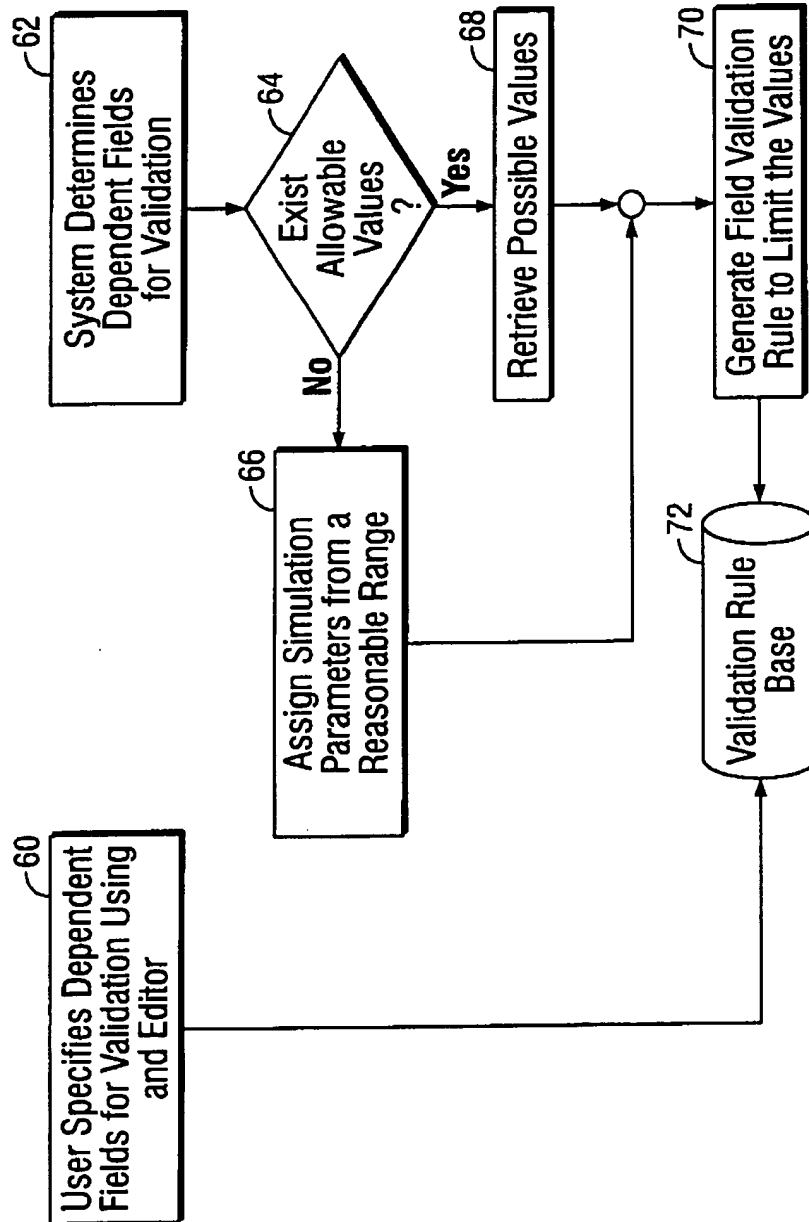 60
User Specifies Dependent
Fields for Validation Using
and Editor
62
System Determines
Dependent Fields
for Validation
64
Exist
Allowable
Values
?
No
Yes
66
Assign Simulation
Parameters from a
Reasonable Range
68
Retrieve Possible Values
70
Generate Field Validation
Rule to Limit the Values
72
Validation Rule
Base